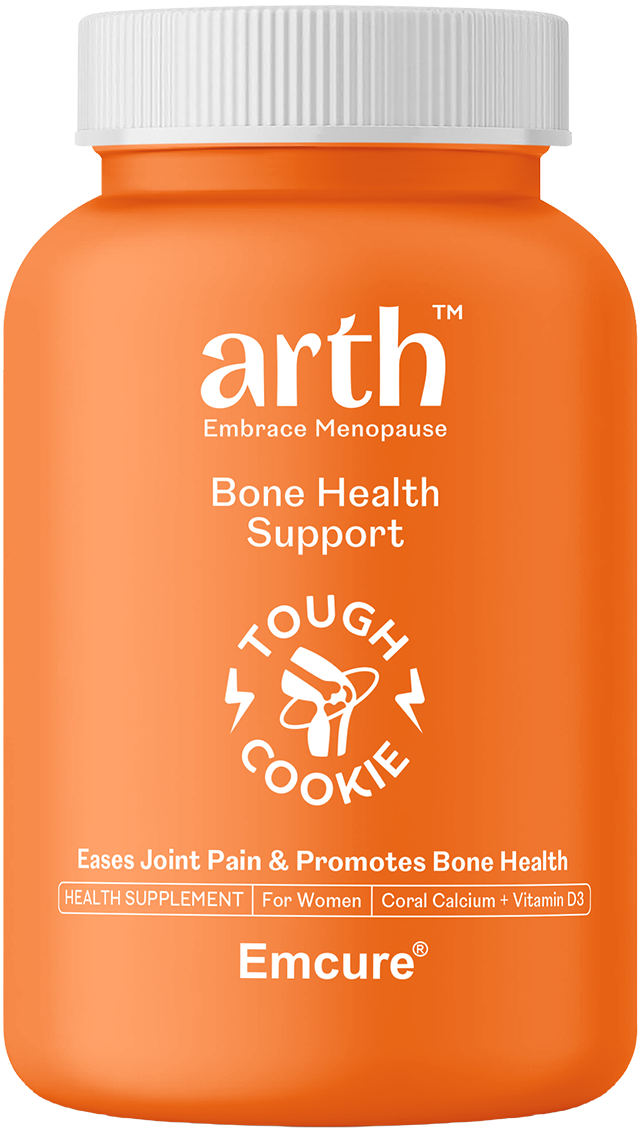 arth™
Embrace Menopause
Bone Health
Support
TOUGH
COOKIE
Eases Joint Pain & Promotes Bone Health
HEALTH SUPPLEMENT | For Women | Coral Calcium + Vitamin D3
Emcure®